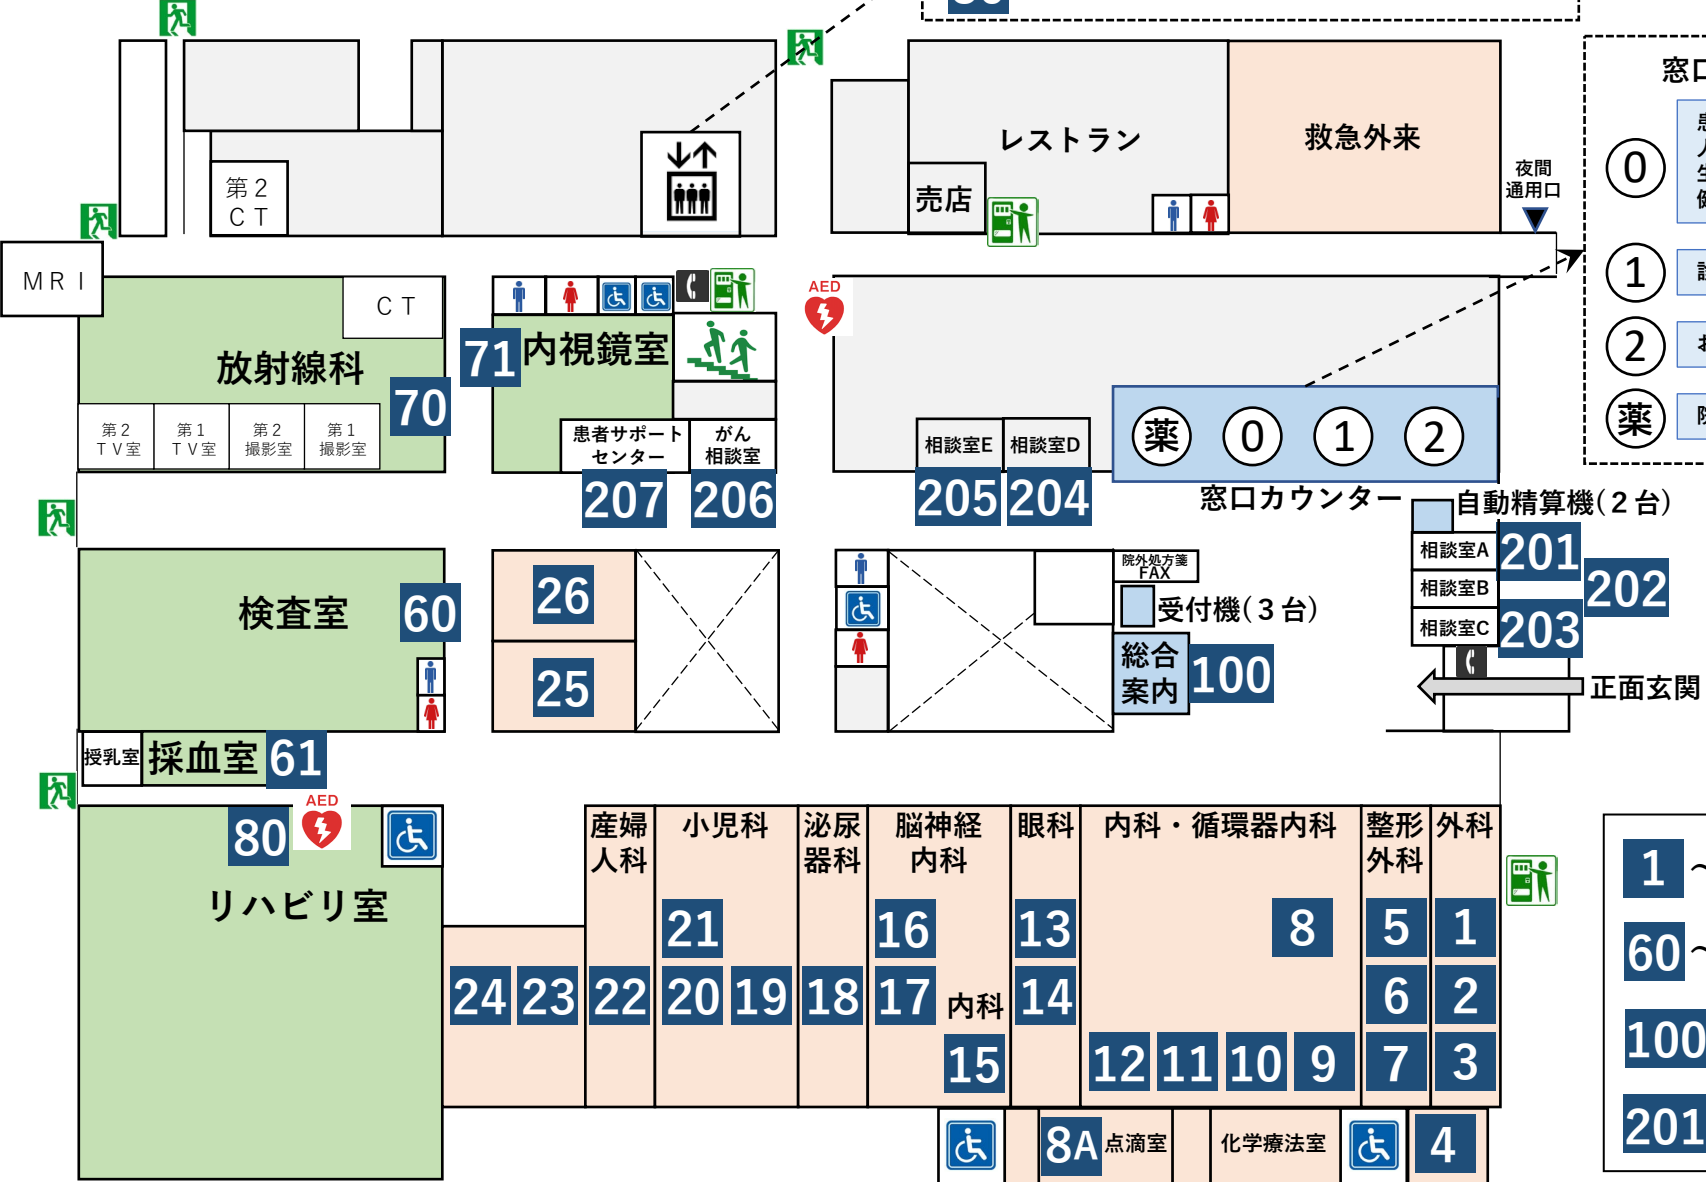 窓口
0
1
2
薬
レストラン
救急外来
夜間
通用口
売店
第２
ＣＴ
ＭＲＩ
ＣＴ
放射線科
70
第２
ＴＶ室
第１
ＴＶ室
第２
撮影室
第１
撮影室
71
内視鏡室
患者サポート
センター
がん
相談室
207
206
AED
相談室E
相談室D
205
204
薬
0
1
2
窓口カウンター
自動精算機(２台)
相談室A
201
相談室B
202
相談室C
203
正面玄関
検査室
60
26
25
院外処方箋
FAX
受付機(３台)
総合
案内
100
授乳室
採血室
61
80
AED
リハビリ室
産婦
人科
小児科
泌尿
器科
脳神経
内科
眼科
内科・循環器内科
整形
外科
外科
21
16
13
8
5
1
24
23
22
20
19
18
17
内科
14
6
2
15
12
11
10
9
7
3
8A
点滴室
化学療法室
4
1～
60～
100
201